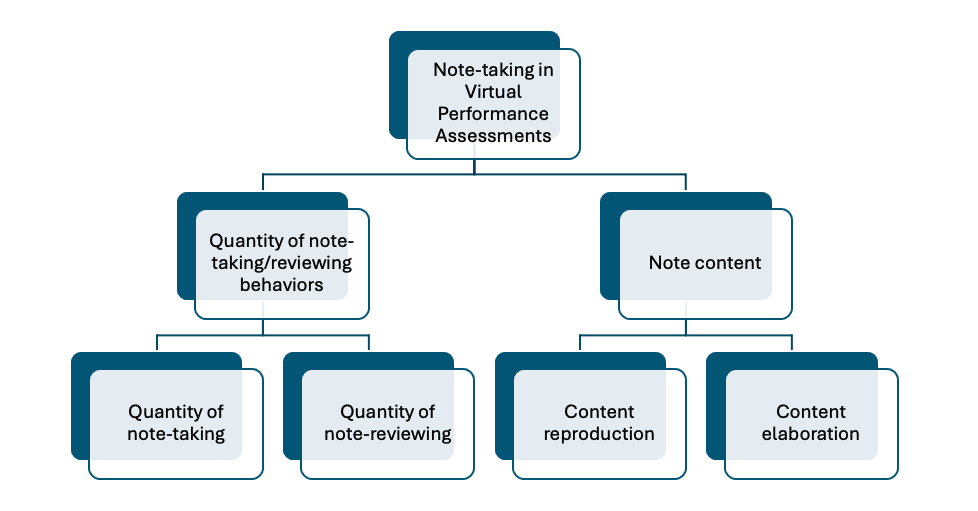 Note-taking in
Virtual
Performance
Assessments
Quantity of note-
taking/reviewing
behaviors
Note content
Quantity of
note-taking
Quantity of
note-reviewing
Content
reproduction
Content
elaboration